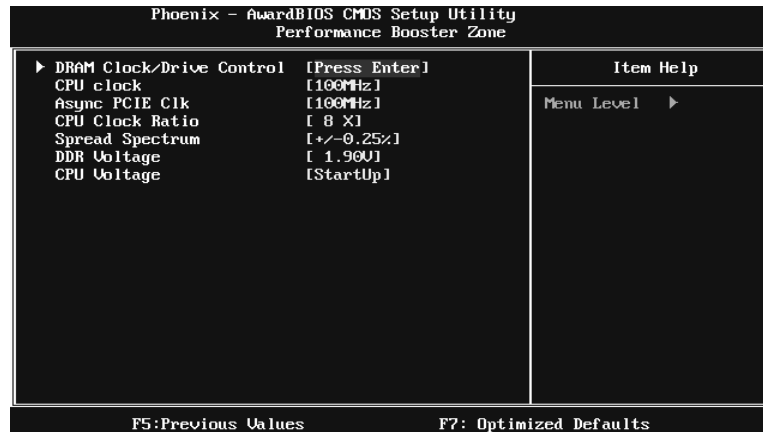 Phoenix - AwardBIOS CMOS Setup Utility
Performance Booster Zone
DRAM Clock/Drive Control [Press Enter]
CPU clock [100MHz]
Async PCIE Clk [100MHz]
CPU Clock Ratio [ 8 X]
Spread Spectrum [+/-0.25%]
DDR Voltage [ 1.90V]
CPU Voltage [StartUp]
Item Help
Menu Level
F5:Previous Values F7: Optimized Defaults